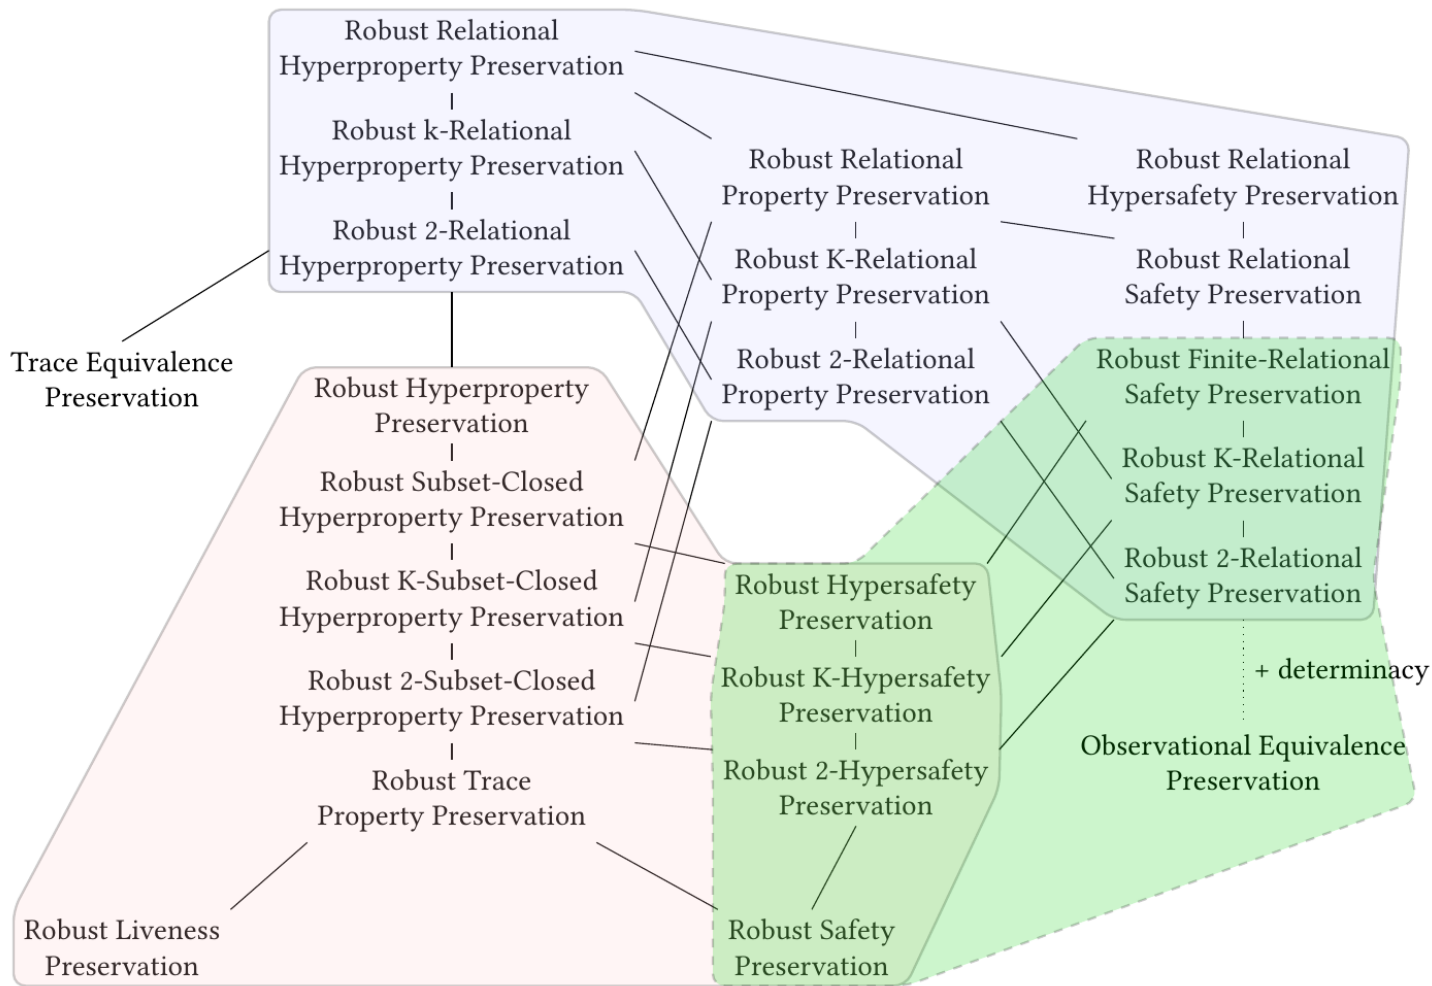 Robust Relational
Hyperproperty Preservation
Robust k-Relational
Hyperproperty Preservation
Robust 2-Relational
Hyperproperty Preservation
Trace Equivalence
Preservation
Robust Relational
Property Preservation
Robust K-Relational
Property Preservation
Robust 2-Relational
Property Preservation
Robust Relational
Hypersafety Preservation
Robust Relational
Safety Preservation
Robust Finite-Relational
Safety Preservation
Robust K-Relational
Safety Preservation
Robust 2-Relational
Safety Preservation
+ determinacy
Observational Equivalence
Preservation
Robust Hyperproperty
Preservation
Robust Subset-Closed
Hyperproperty Preservation
Robust K-Subset-Closed
Hyperproperty Preservation
Robust 2-Subset-Closed
Hyperproperty Preservation
Robust Trace
Property Preservation
Robust Hypersafety
Preservation
Robust K-Hypersafety
Preservation
Robust 2-Hypersafety
Preservation
Robust Liveness
Preservation
Robust Safety
Preservation